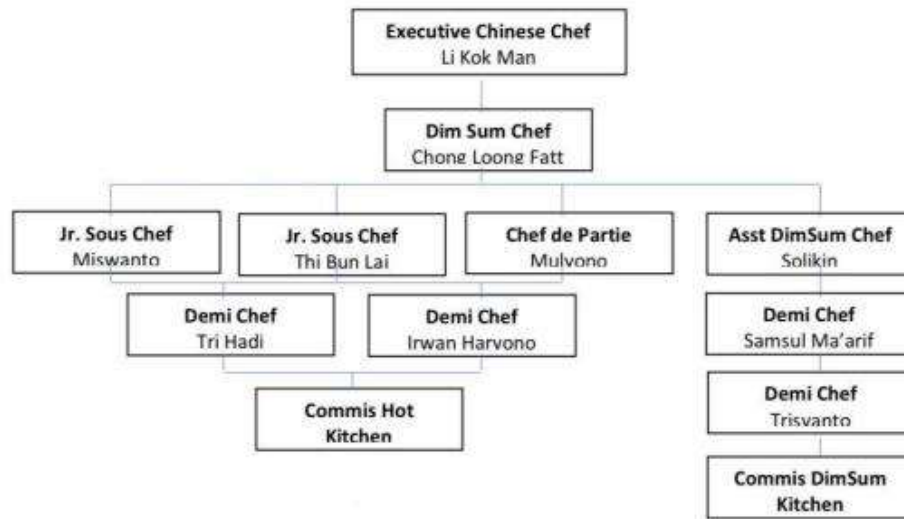 Executive Chinese Chef
Li Kok Man
Dim Sum Chef
Chong Loong Fatt
Jr. Sous Chef
Miswanto
Jr. Sous Chef
Thi Bun Lai
Chef de Partie
Mulyono
Asst DimSum Chef
Solikin
Demi Chef
Tri Hadi
Demi Chef
Irwan Haryono
Demi Chef
Samsul Ma'arif
Demi Chef
Trisyanto
Commis Hot
Kitchen
Commis DimSum
Kitchen